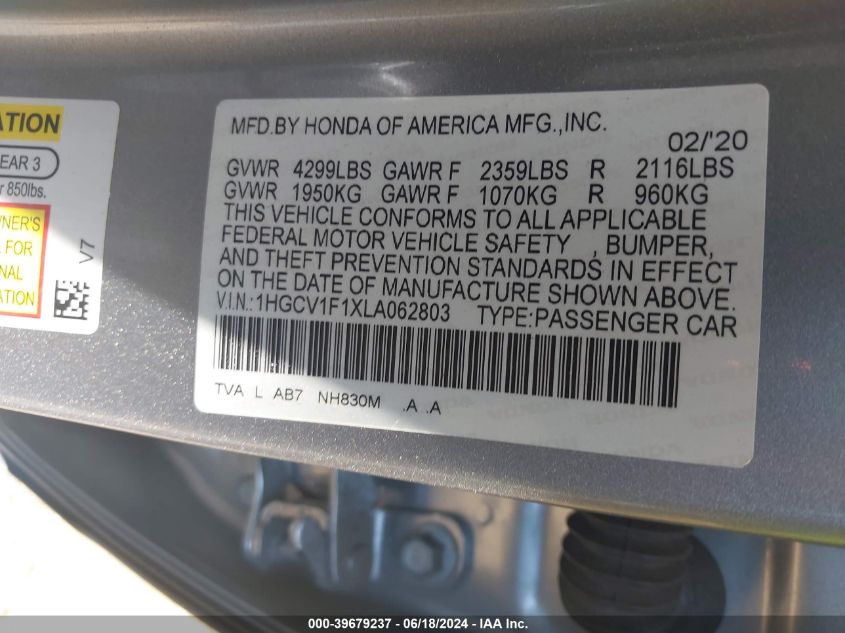 ATION
EAR 3
r 850lbs.
WNER'S
L FOR
NAL
ATION
V7
MFD.BY HONDA OF AMERICA MFG.,INC.
02/'20
GVWR 4299LBS GAWR F 2359LBS R 2116LBS
GVWR 1950KG GAWR F 1070KG R 960KG
THIS VEHICLE CONFORMS TO ALL APPLICABLE
FEDERAL MOTOR VEHICLE SAFETY , BUMPER,
AND THEFT PREVENTION STANDARDS IN EFFECT
ON THE DATE OF MANUFACTURE SHOWN ABOVE.
V.I.N.:1HGCV1F1XLA062803 TYPE:PASSENGER CAR
TVA L AB7 NH830M .A .A
000-39679237 - 06/18/2024 - IAA Inc.